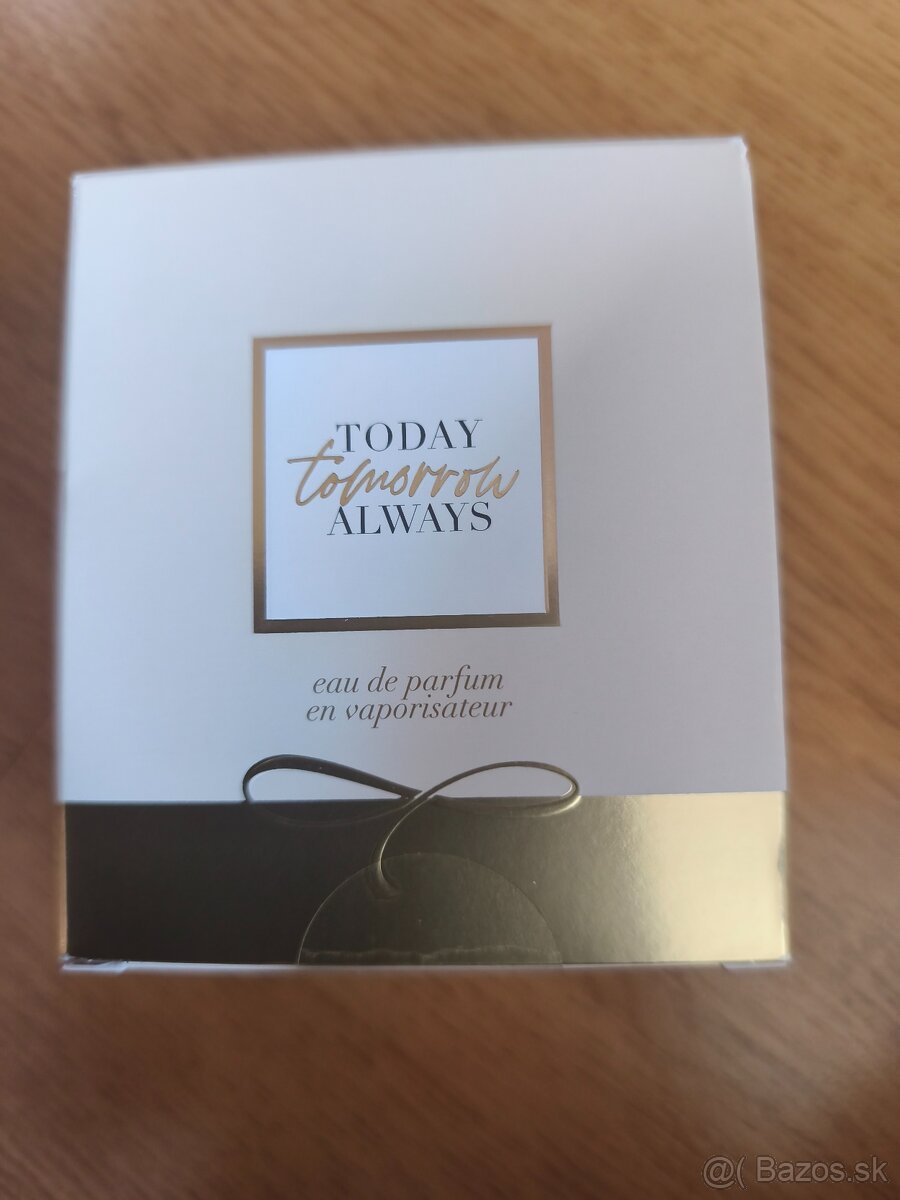 TODAY
tomorrow
ALWAYS
eau de parfum
en vaporisateur
@( Bazos.sk